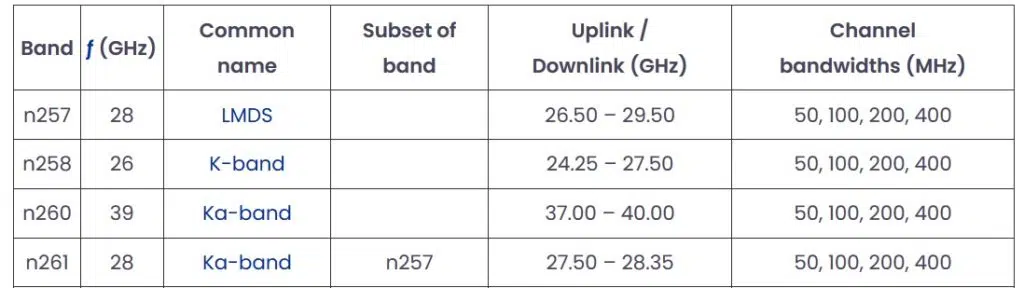 Band ƒ (GHz) Common name Subset of band Uplink / Downlink (GHz) Channel bandwidths (MHz)
n257 28 LMDS 26.50 – 29.50 50, 100, 200, 400
n258 26 K-band 24.25 – 27.50 50, 100, 200, 400
n260 39 Ka-band 37.00 – 40.00 50, 100, 200, 400
n261 28 Ka-band n257 27.50 – 28.35 50, 100, 200, 400